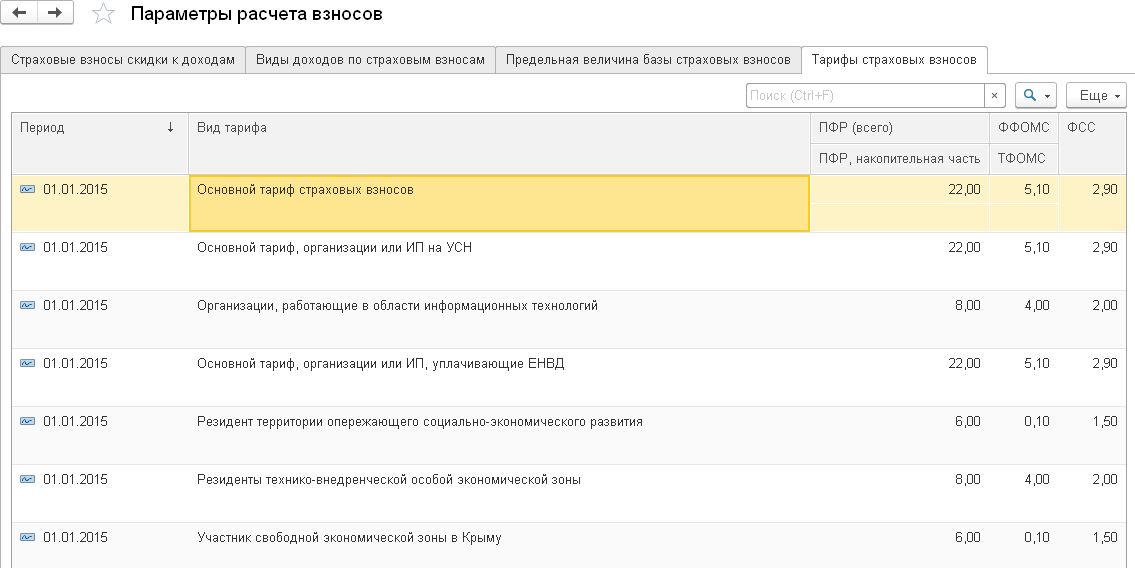 Параметры расчета взносов
Страховые взносы скидки к доходам Виды доходов по страховым взносам Предельная величина базы страховых взносов Тарифы страховых взносов
Поиск (Ctrl+F) × Еще
Период ↓ Вид тарифа ПФР (всего) ФФОМС ФСС
ПФР, накопительная часть ТФОМС
01.01.2015 Основной тариф страховых взносов 22,00 5,10 2,90
01.01.2015 Основной тариф, организации или ИП на УСН 22,00 5,10 2,90
01.01.2015 Организации, работающие в области информационных технологий 8,00 4,00 2,00
01.01.2015 Основной тариф, организации или ИП, уплачивающие ЕНВД 22,00 5,10 2,90
01.01.2015 Резидент территории опережающего социально-экономического развития 6,00 0,10 1,50
01.01.2015 Резиденты технико-внедренческой особой экономической зоны 8,00 4,00 2,00
01.01.2015 Участник свободной экономической зоны в Крыму 6,00 0,10 1,50